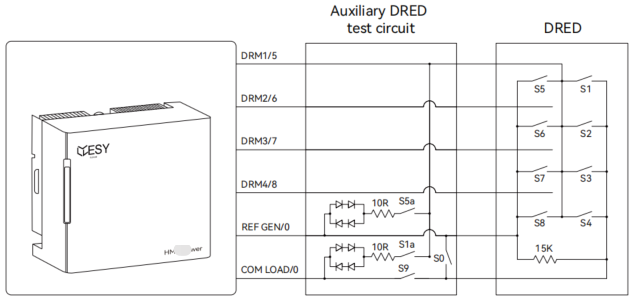 Auxiliary DRED
test circuit
DRED
DRM1/5
DRM2/6
DRM3/7
DRM4/8
REF GEN/0
COM LOAD/0
ESY
10R
S5a
10R
S1a
S9
S0
S5
S1
S6
S2
S7
S3
S8
S4
15K